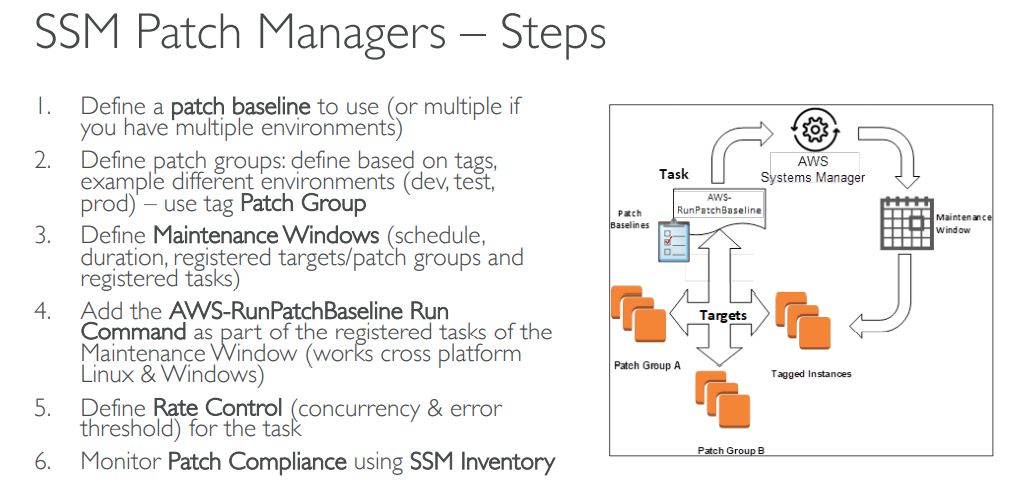 SSM Patch Managers – Steps
1. Define a patch baseline to use (or multiple if
you have multiple environments)
2. Define patch groups: define based on tags,
example different environments (dev, test,
prod) – use tag Patch Group
3. Define Maintenance Windows (schedule,
duration, registered targets/patch groups and
registered tasks)
4. Add the AWS-RunPatchBaseline Run
Command as part of the registered tasks of the
Maintenance Window (works cross platform
Linux & Windows)
5. Define Rate Control (concurrency & error
threshold) for the task
6. Monitor Patch Compliance using SSM Inventory
AWS
Systems Manager
Task
AWS-
RunPatchBaseline
Patch
Baselines
Maintenance
Window
Targets
Patch Group A
Tagged Instances
Patch Group B